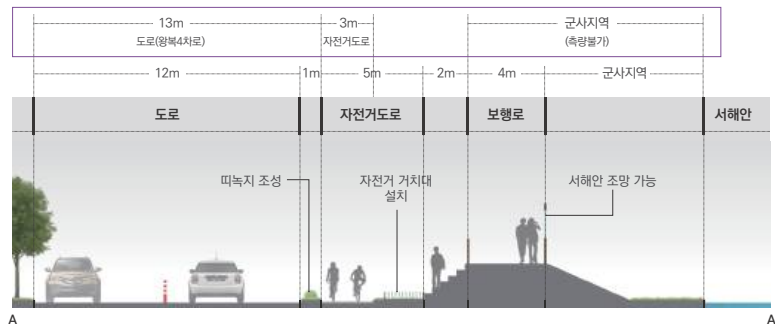 13m 3m 군사지역
도로(왕복4차로) 자전거도로 (측량불가)
12m 1m 5m 2m 4m 군사지역
도로 자전거도로 보행로 서해안
띠녹지 조성 자전거 거치대 서해안 조망 가능
설치
A A